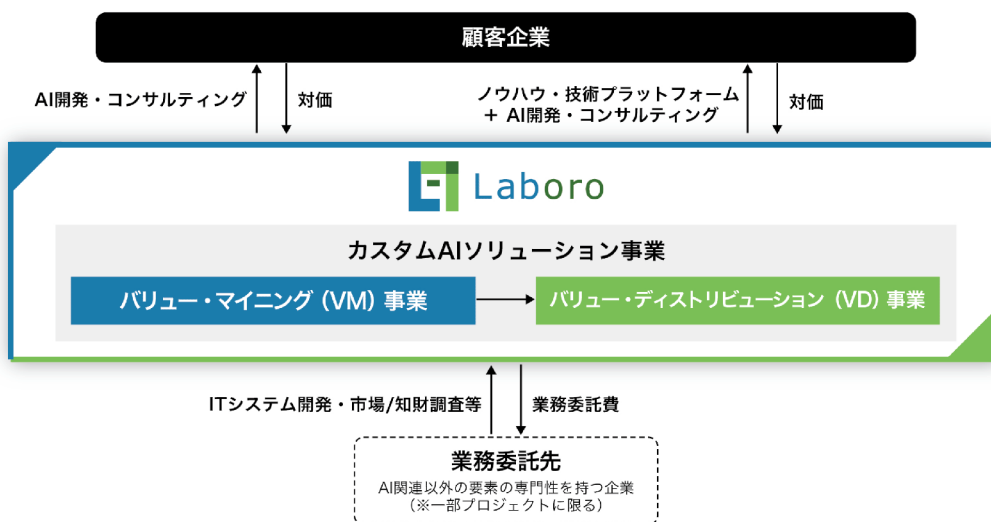 顧客企業
AI開発・コンサルティング
対価
ノウハウ・技術プラットフォーム
+ AI開発・コンサルティング
対価
Laboro
カスタムAIソリューション事業
バリュー・マイニング（VM）事業
バリュー・ディストリビューション（VD）事業
ITシステム開発・市場/知財調査等
業務委託費
業務委託先
AI関連以外の要素の専門性を持つ企業
（※一部プロジェクトに限る）